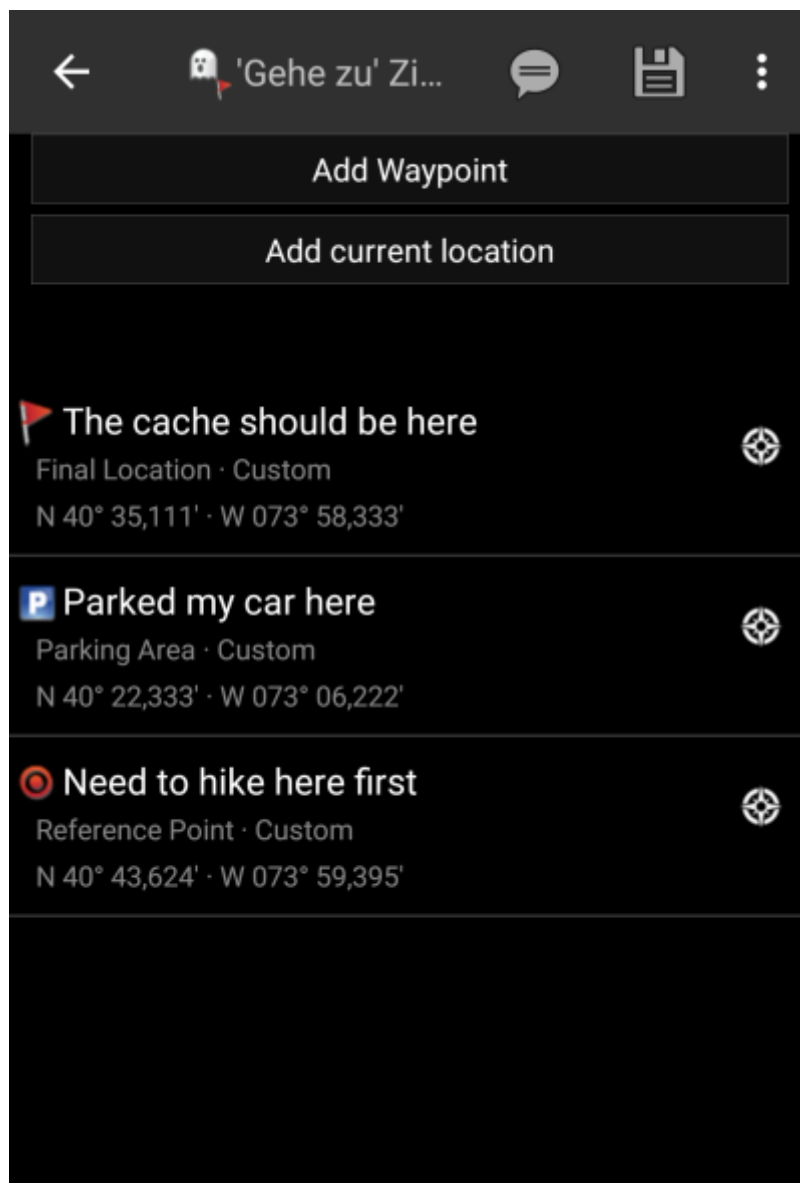 'Gehe zu' Zi...
Add Waypoint
Add current location
The cache should be here
Final Location · Custom
N 40° 35,111' · W 073° 58,333'
P Parked my car here
Parking Area · Custom
N 40° 22,333' · W 073° 06,222'
Need to hike here first
Reference Point · Custom
N 40° 43,624' · W 073° 59,395'